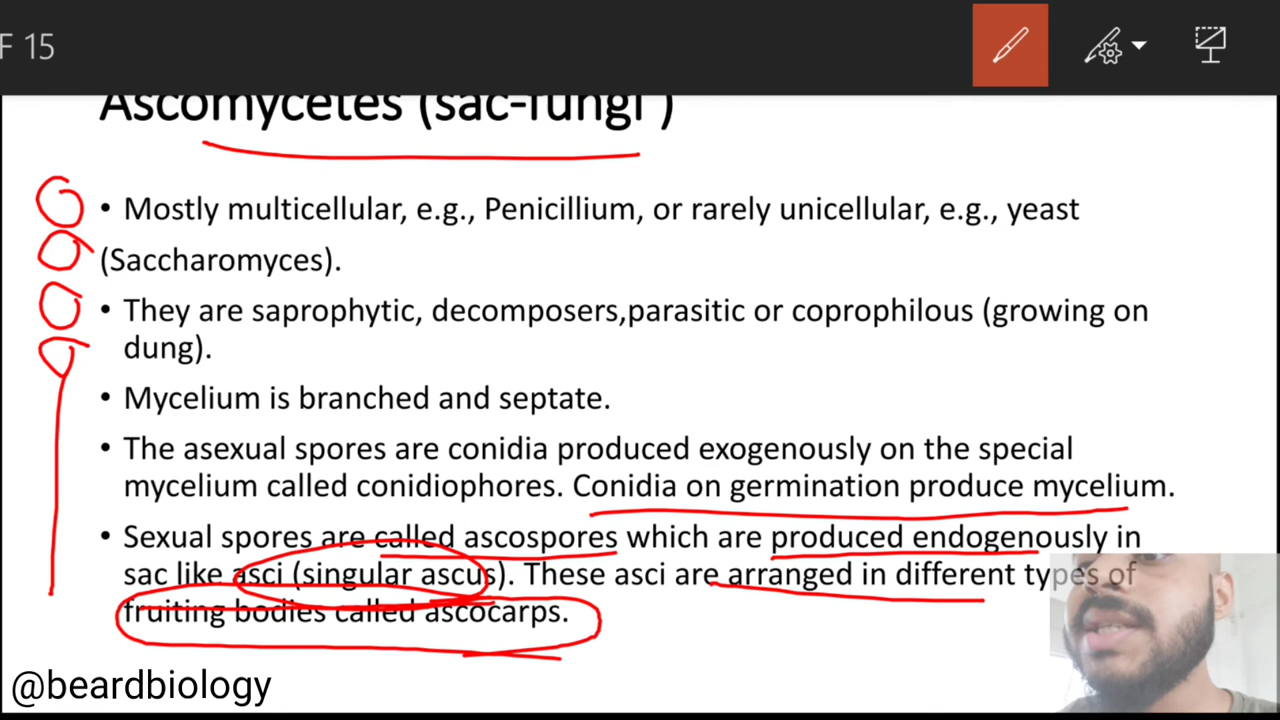 F 15
Ascomycetes (sac-fungi )
• Mostly multicellular, e.g., Penicillium, or rarely unicellular, e.g., yeast
(Saccharomyces).
• They are saprophytic, decomposers,parasitic or coprophilous (growing on
dung).
• Mycelium is branched and septate.
• The asexual spores are conidia produced exogenously on the special
mycelium called conidiophores. Conidia on germination produce mycelium.
• Sexual spores are called ascospores which are produced endogenously in
sac like asci (singular ascus). These asci are arranged in different types of
fruiting bodies called ascocarps.
@beardbiology